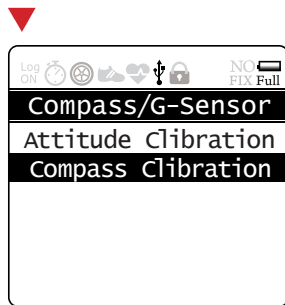 Log NO
ON FIX Full
Compass/G-Sensor
Attitude Clibration
Compass Clibration